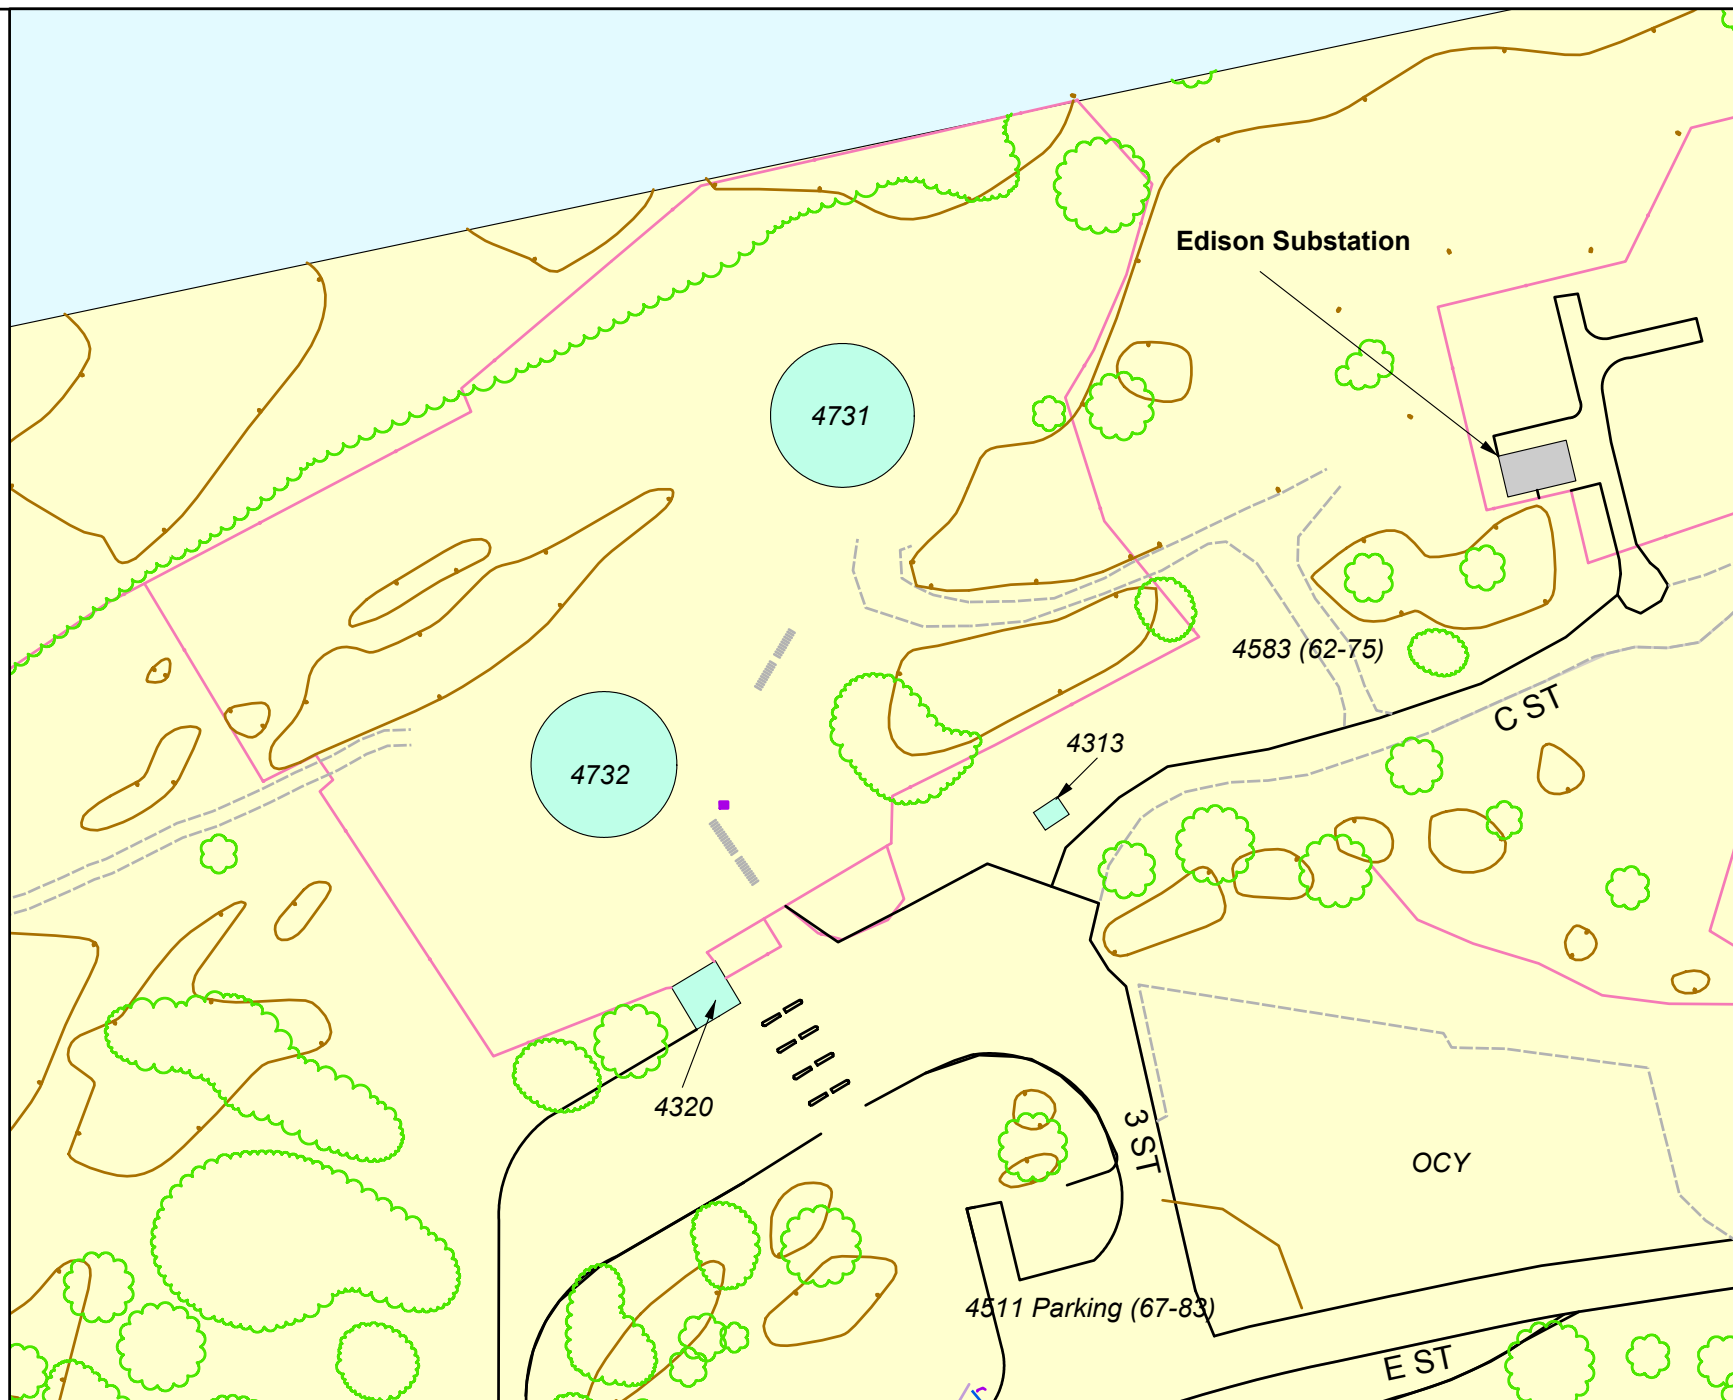 Edison Substation
4731
4583 (62-75)
C ST
4313
4732
4320
3 ST
OCY
4511 Parking (67-83)
E ST